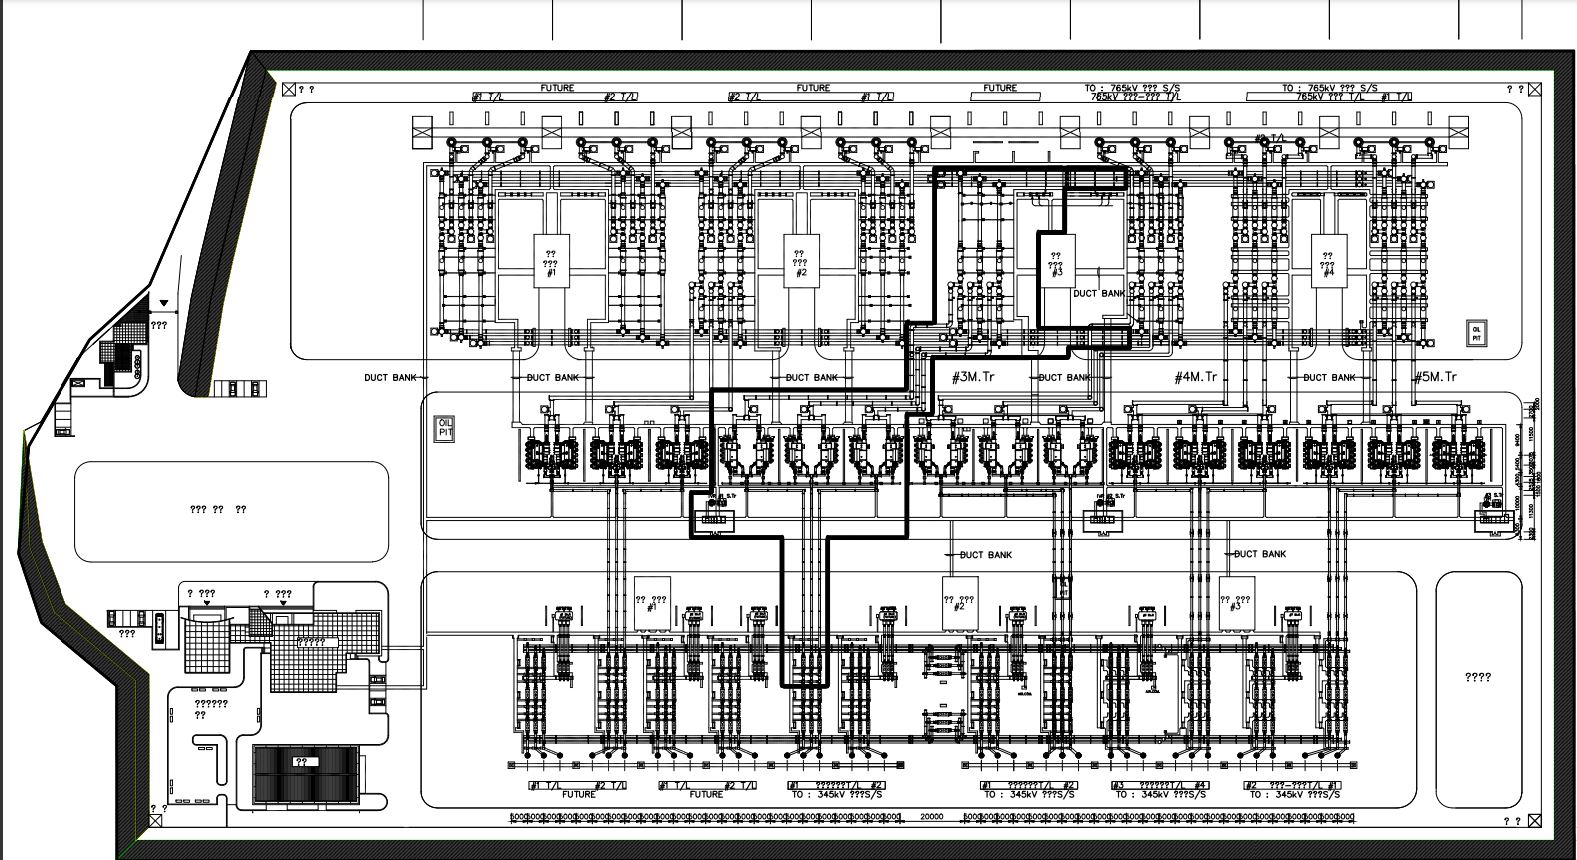 FUTURE
FUTURE
FUTURE
TO : 765kV ??? S/S
TO : 765kV ??? S/S
? ?
#1 T/L
#2 T/L
#2 T/L
#1 T/L
765kV ???-??? T/L
765kV ??? T/L
#1 T/L
? ?
#2 T/L
??
???
#1
??
???
#2
??
???
#3
??
???
#4
DUCT BANK
???
OIL
PIT
DUCT BANK
DUCT BANK
DUCT BANK
#3M.Tr
DUCT BANK
#4M.Tr
DUCT BANK
#5M.Tr
OIL
PIT
??? ?? ??
DUCT BANK
DUCT BANK
? ???
? ???
?? ???
#1
?? ???
#2
?? ???
#3
???
?????
??????
??
????
??
#1 T/L
#2 T/L
#1 T/L
#2 T/L
#1 ??????T/L #2
#1 ??????T/L #2
#3 ??????T/L #4
#2 ???-???T/L #1
FUTURE
FUTURE
TO : 345kV ???S/S
TO : 345kV ???S/S
TO : 345kV ???S/S
TO : 345kV ???S/S
? ?
20000
? ?